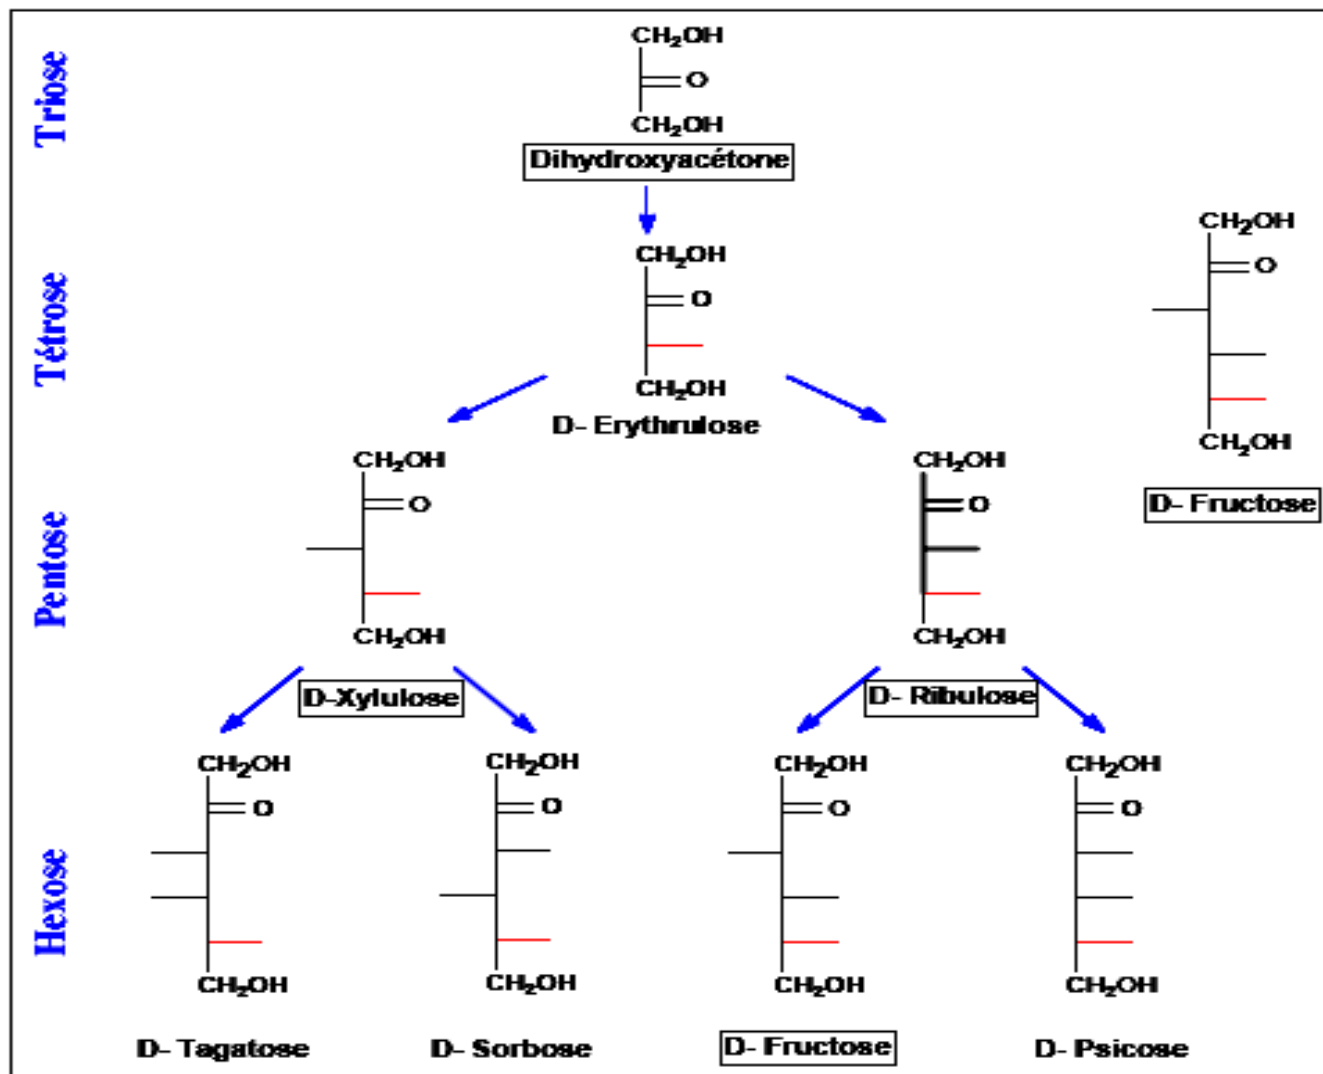 Triose
CH₂OH
O
CH₂OH
Dihydroxyacétone
Tétrose
CH₂OH
O
CH₂OH
D- Erythrulose
CH₂OH
O
CH₂OH
D- Fructose
Pentose
CH₂OH
O
CH₂OH
D-Xylulose
CH₂OH
O
CH₂OH
D- Ribulose
Hexose
CH₂OH
O
CH₂OH
D- Tagatose
CH₂OH
O
CH₂OH
D- Sorbose
CH₂OH
O
CH₂OH
D- Fructose
CH₂OH
O
CH₂OH
D- Psicose